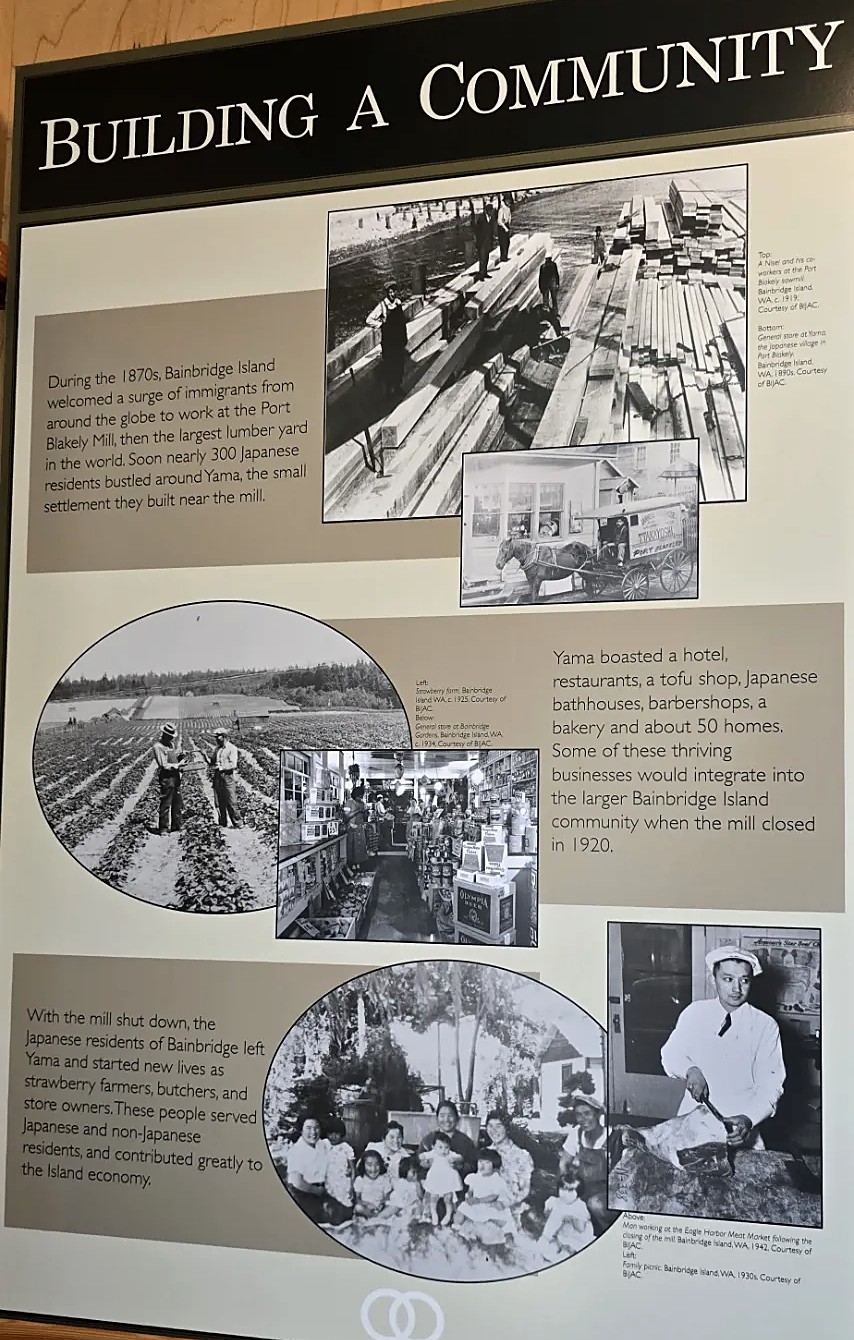 BUILDING A COMMUNITY
Top:
A Nisei and his co-
workers at the Port
Blakely sawmill.
Bainbridge Island,
WA, c. 1919.
Courtesy of BIJAC.
Bottom:
General store at Yama,
the Japanese village in
Port Blakely.
Bainbridge Island,
WA, 1890s. Courtesy
of BIJAC.
During the 1870s, Bainbridge Island
welcomed a surge of immigrants from
around the globe to work at the Port
Blakely Mill, then the largest lumber yard
in the world. Soon nearly 300 Japanese
residents bustled around Yama, the small
settlement they built near the mill.
PORT BLAKELEY
Left:
Strawberry farm. Bainbridge
Island WA, c. 1925, Courtesy of
BIJAC.
Below:
General store at Bainbridge
Gardens, Bainbridge Island, WA,
c. 1934, Courtesy of BIJAC.
Yama boasted a hotel,
restaurants, a tofu shop, Japanese
bathhouses, barbershops, a
bakery and about 50 homes.
Some of these thriving
businesses would integrate into
the larger Bainbridge Island
community when the mill closed
in 1920.
OLYMPIA
BEER
OLYMPIA
With the mill shut down, the
Japanese residents of Bainbridge left
Yama and started new lives as
strawberry farmers, butchers, and
store owners. These people served
Japanese and non-Japanese
residents, and contributed greatly to
the Island economy.
Above:
Man working at the Eagle Harbor Meat Market following the
closing of the mill Bainbridge Island, WA, 1942, Courtesy of
BIJAC.
Left:
Family picnic. Bainbridge Island, WA, 1930s, Courtesy of
BIJAC.